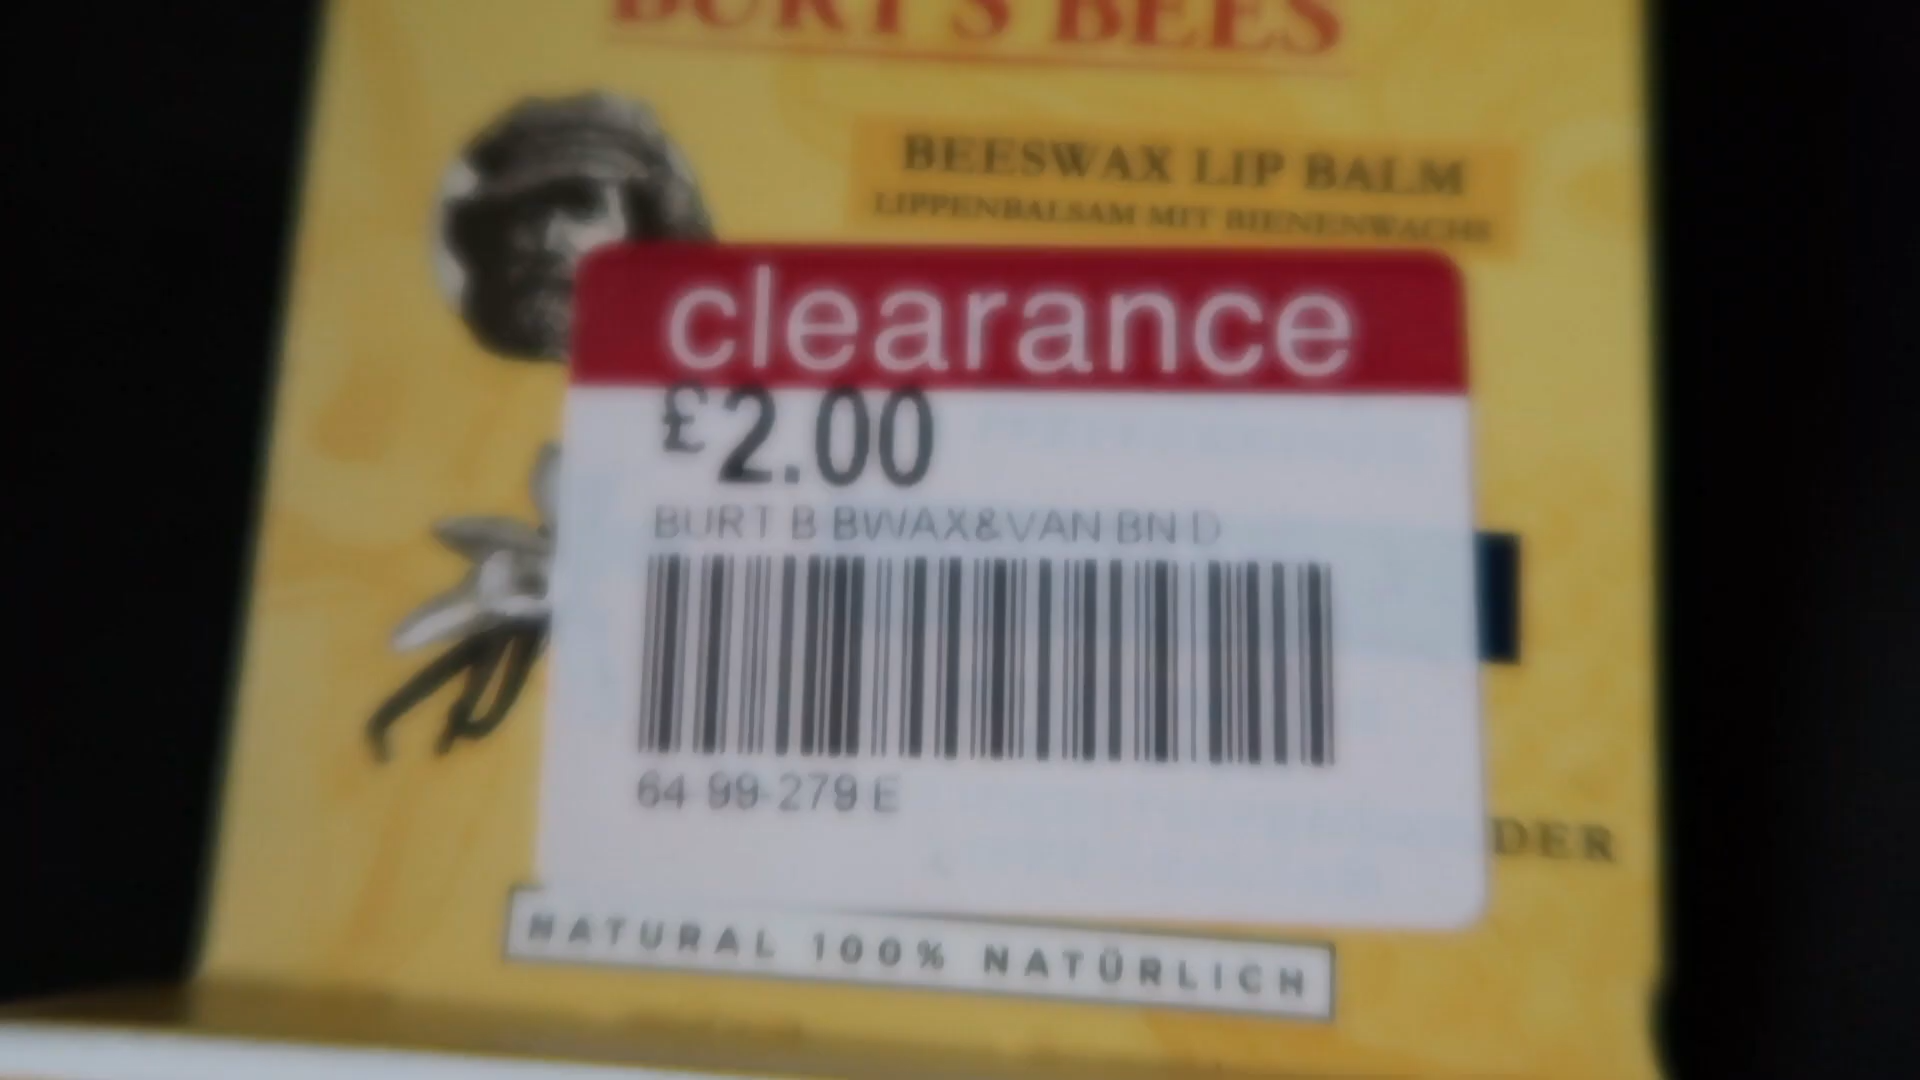 BURT'S BEES
BEESWAX LIP BALM
LIPPENBALSAM MIT BIENENWACHS
clearance
£2.00
BURT B BWAX&VAN BN D
64 99-279 E
DER
NATURAL 100% NATÜRLICH